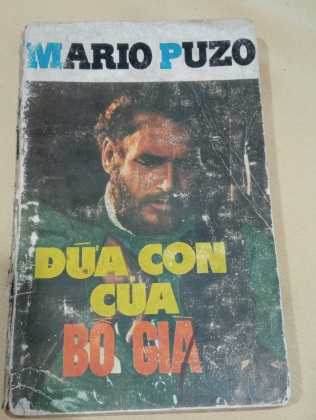 MARIO PUZO
ĐỨA CON
CỦA
BỐ GIÀ